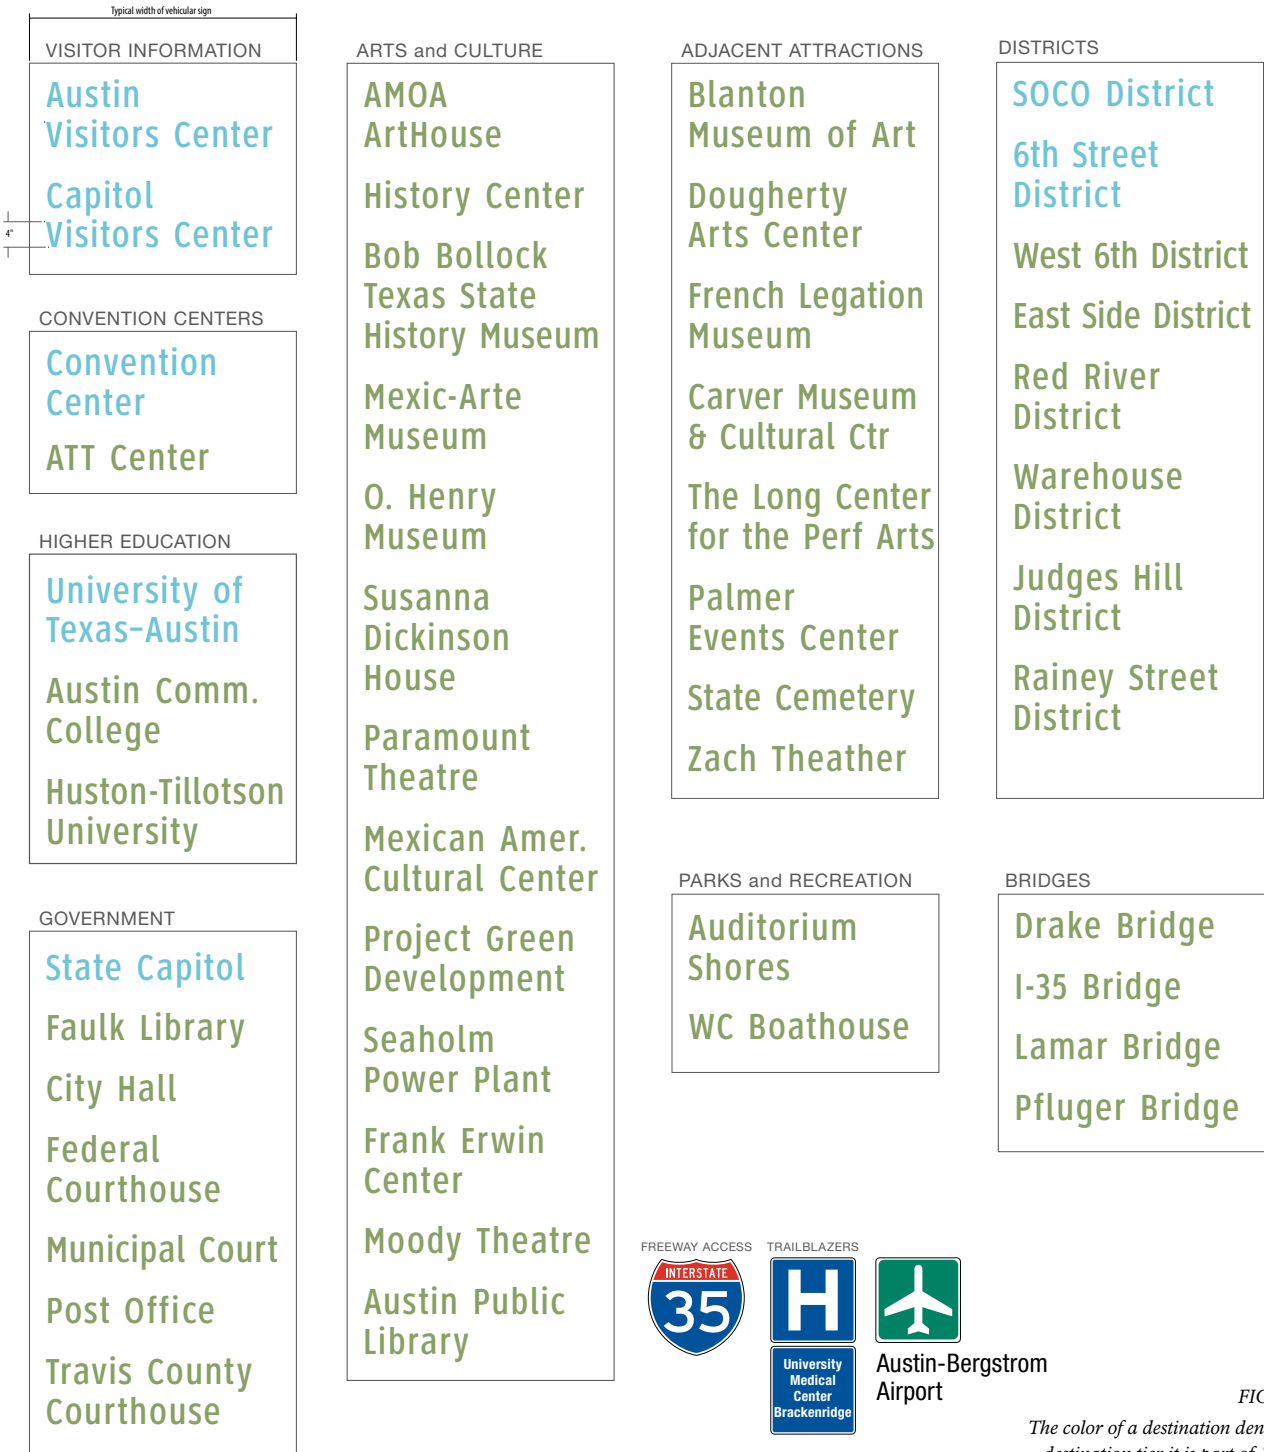 Typical width of vehicular sign
VISITOR INFORMATION
Austin
Visitors Center
Capitol
Visitors Center
4"
CONVENTION CENTERS
Convention
Center
ATT Center
HIGHER EDUCATION
University of
Texas–Austin
Austin Comm.
College
Huston-Tillotson
University
GOVERNMENT
State Capitol
Faulk Library
City Hall
Federal
Courthouse
Municipal Court
Post Office
Travis County
Courthouse
ARTS and CULTURE
AMOA
ArtHouse
History Center
Bob Bollock
Texas State
History Museum
Mexic-Arte
Museum
O. Henry
Museum
Susanna
Dickinson
House
Paramount
Theatre
Mexican Amer.
Cultural Center
Project Green
Development
Seaholm
Power Plant
Frank Erwin
Center
Moody Theatre
Austin Public
Library
ADJACENT ATTRACTIONS
Blanton
Museum of Art
Dougherty
Arts Center
French Legation
Museum
Carver Museum
& Cultural Ctr
The Long Center
for the Perf Arts
Palmer
Events Center
State Cemetery
Zach Theather
PARKS and RECREATION
Auditorium
Shores
WC Boathouse
DISTRICTS
SOCO District
6th Street
District
West 6th District
East Side District
Red River
District
Warehouse
District
Judges Hill
District
Rainey Street
District
BRIDGES
Drake Bridge
I-35 Bridge
Lamar Bridge
Pfluger Bridge
FREEWAY ACCESS
INTERSTATE
35
TRAILBLAZERS
H
University
Medical
Center
Brackenridge
Austin-Bergstrom
Airport
FIG
The color of a destination den
destination tier it is part of